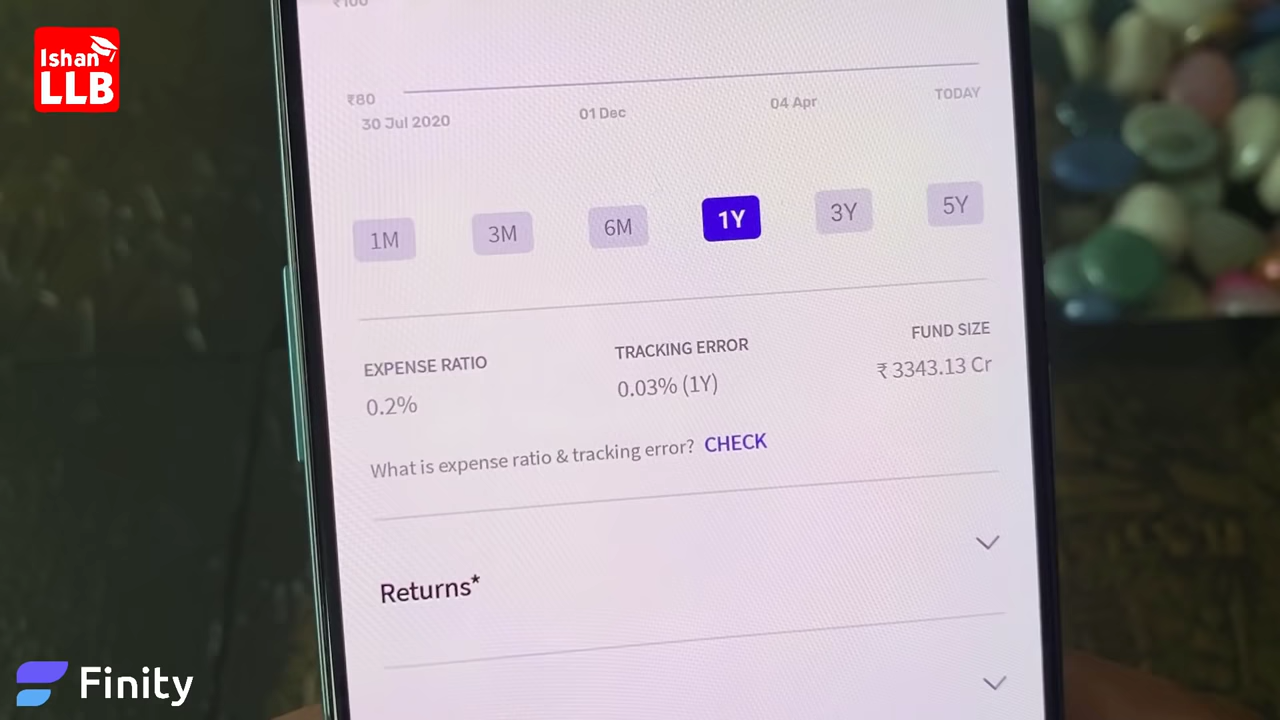 Ishan
LLB
₹100
₹80
30 Jul 2020
01 Dec
04 Apr
TODAY
1M
3M
6M
1Y
3Y
5Y
EXPENSE RATIO
0.2%
TRACKING ERROR
0.03% (1Y)
FUND SIZE
₹ 3343.13 Cr
What is expense ratio & tracking error? CHECK
Returns*
Finity